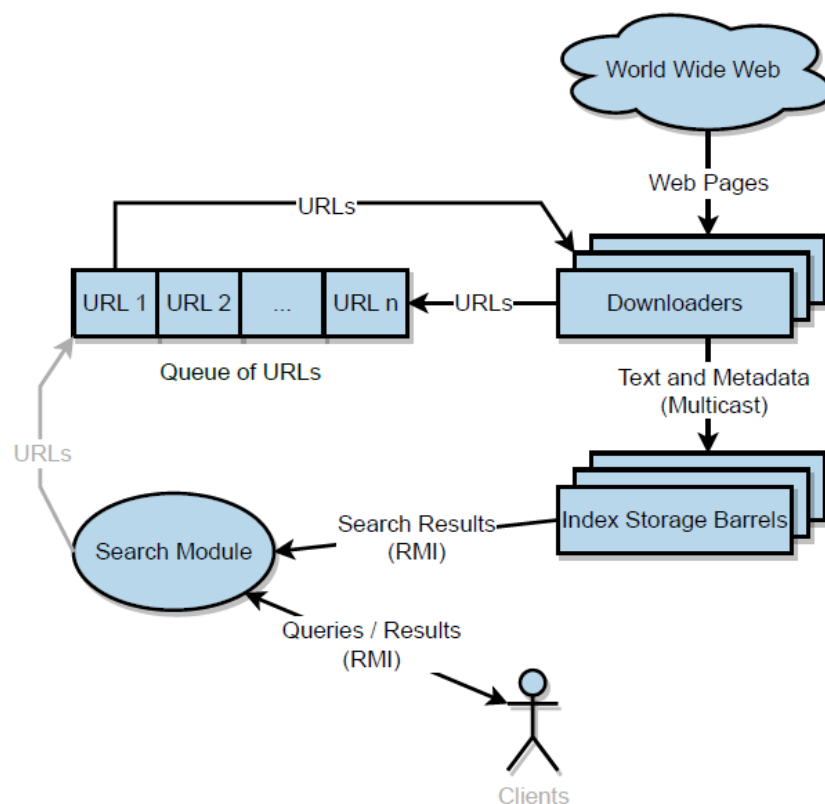 World Wide Web
Web Pages
URLs
URL 1
URL 2
...
URL n
URLs
Downloaders
Queue of URLs
Text and Metadata
(Multicast)
URLs
Search Module
Search Results
(RMI)
Index Storage Barrels
Queries / Results
(RMI)
Clients